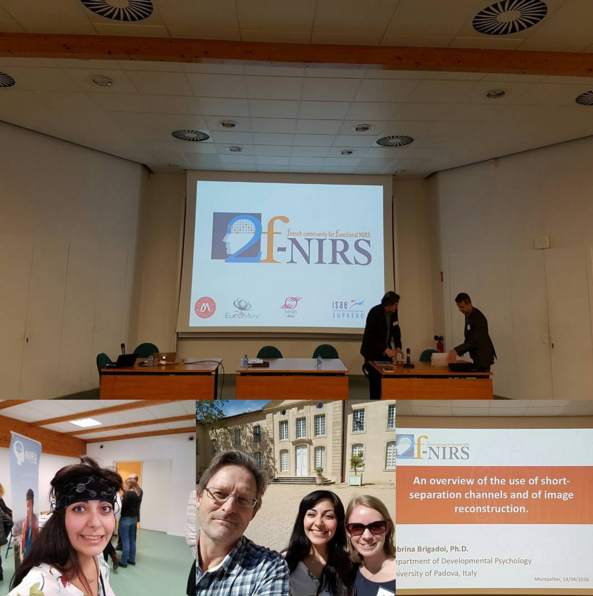 2f-NIRS
french community for functional NIRS
EuroMov
isae
SUPAERO
f-NIRS
An overview of the use of short-
separation channels and of image
reconstruction.
brina Brigadoi, Ph.D.
epartment of Developmental Psychology
niversity of Padova, Italy
Montpellier, 14/04/2016